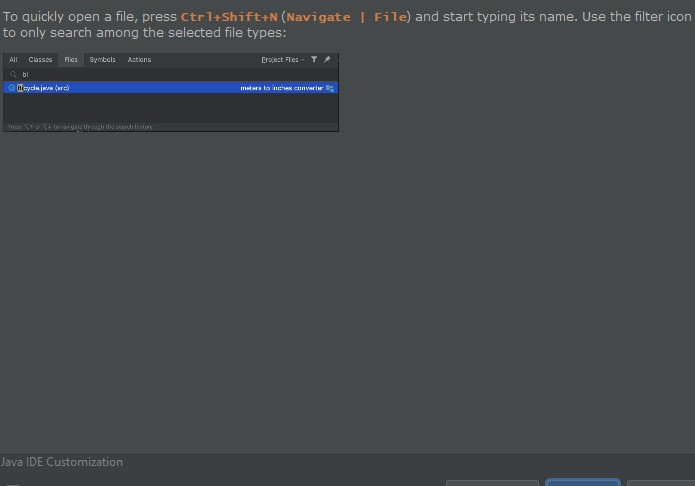 To quickly open a file, press Ctrl+Shift+N (Navigate | File) and start typing its name. Use the filter icon
to only search among the selected file types:
All Classes Files Symbols Actions Project Files
bi
Bicycle.java (src) meters to inches converter
Press ⌥↑ or ⌥↓ to navigate through the search history
Java IDE Customization